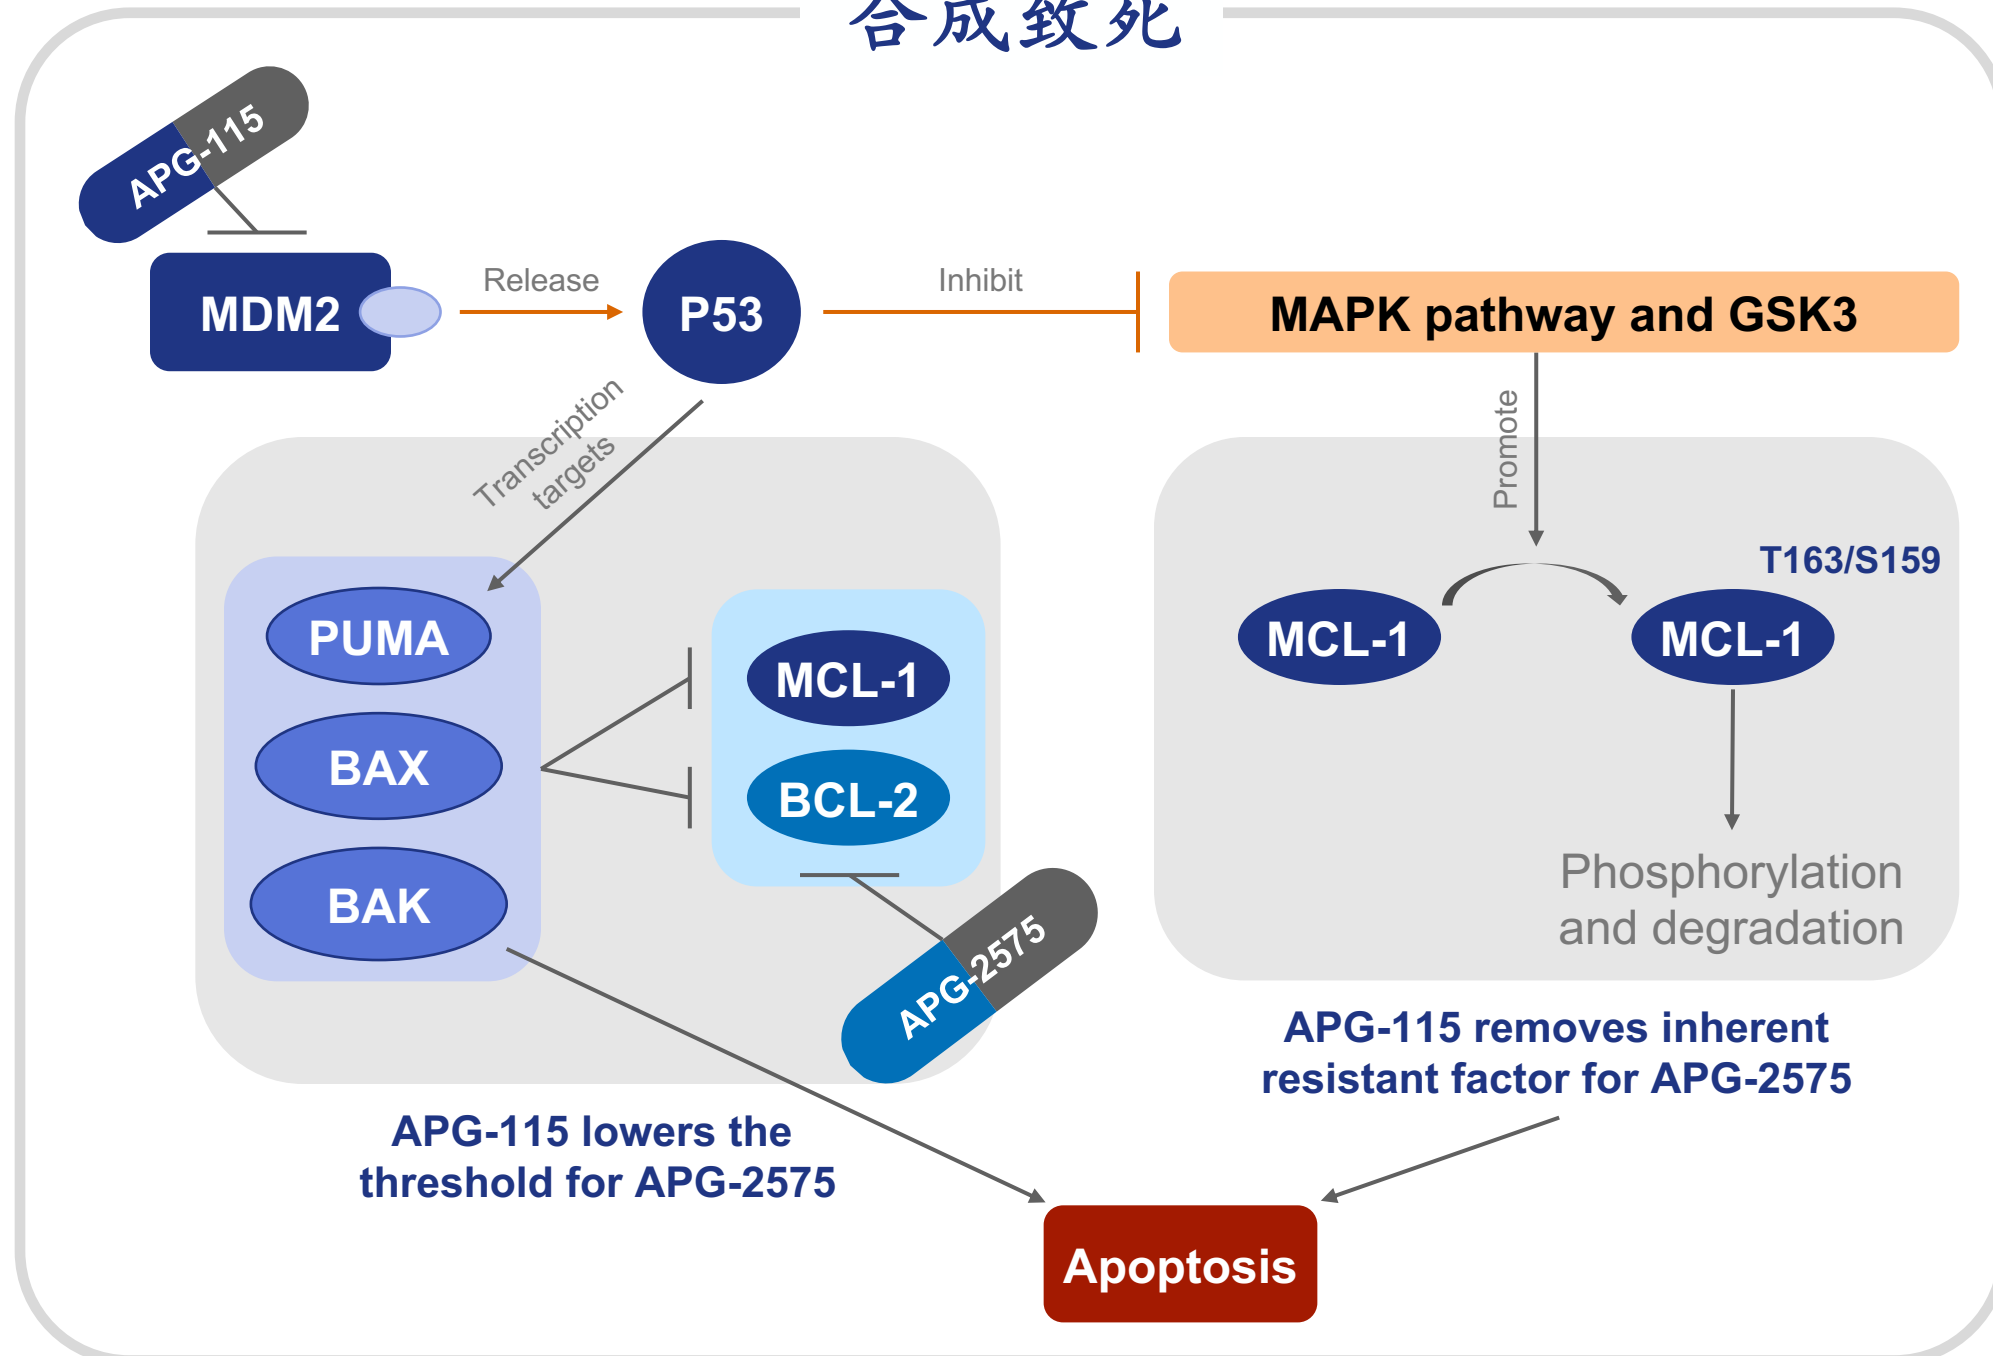 合成致死
APG-115
MDM2
Release
P53
Inhibit
MAPK pathway and GSK3
Transcription
targets
Promote
PUMA
BAX
BAK
MCL-1
BCL-2
APG-2575
T163/S159
MCL-1
MCL-1
Phosphorylation
and degradation
APG-115 lowers the
threshold for APG-2575
APG-115 removes inherent
resistant factor for APG-2575
Apoptosis